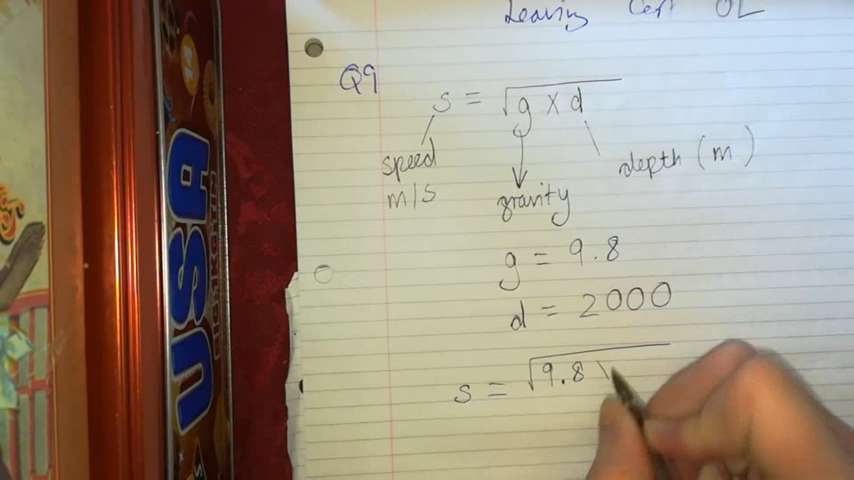 Leaving Cert OL
Q9
s = √g x d
speed
m/s
gravity
depth (m)
g = 9.8
d = 2000
s = √9.8
USA